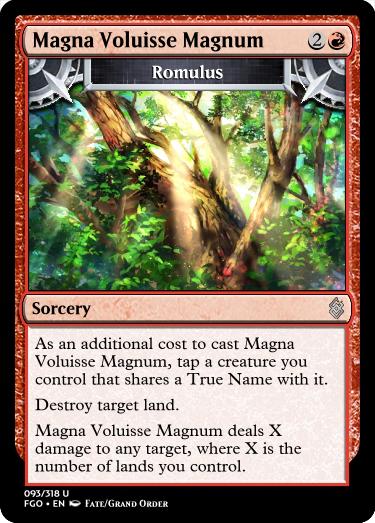 Magna Voluisse Magnum 2
Romulus
Sorcery
As an additional cost to cast Magna
Voluisse Magnum, tap a creature you
control that shares a True Name with it.
Destroy target land.
Magna Voluisse Magnum deals X
damage to any target, where X is the
number of lands you control.
093/318 U
FGO • EN Fate/Grand Order